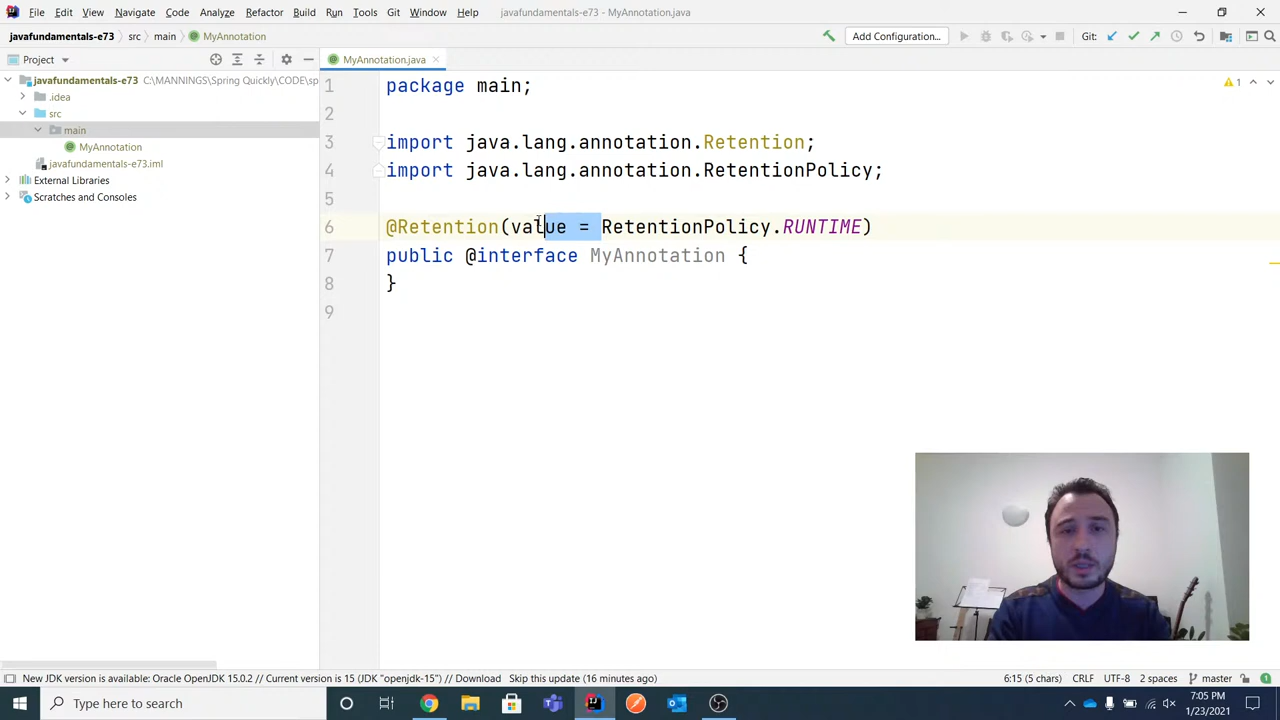 File Edit View Navigate Code Analyze Refactor Build Run Tools Git Window Help javafundamentals-e73 - MyAnnotation.java
javafundamentals-e73 src main MyAnnotation Add Configuration... Git:
Project MyAnnotation.java
javafundamentals-e73 C:\MANNINGS\Spring Quickly\CODE\sp
.idea
src
main
MyAnnotation
javafundamentals-e73.iml
External Libraries
Scratches and Consoles
1 package main;
1
2
3 import java.lang.annotation.Retention;
4 import java.lang.annotation.RetentionPolicy;
5
6 @Retention(value = RetentionPolicy.RUNTIME)
7 public @interface MyAnnotation {
8 }
9
New JDK version is available: Oracle OpenJDK 15.0.2 // Current version is 15 (JDK "openjdk-15") // Download Skip this update (16 minutes ago) 6:15 (5 chars) CRLF UTF-8 2 spaces master
Type here to search
7:05 PM
1/23/2021